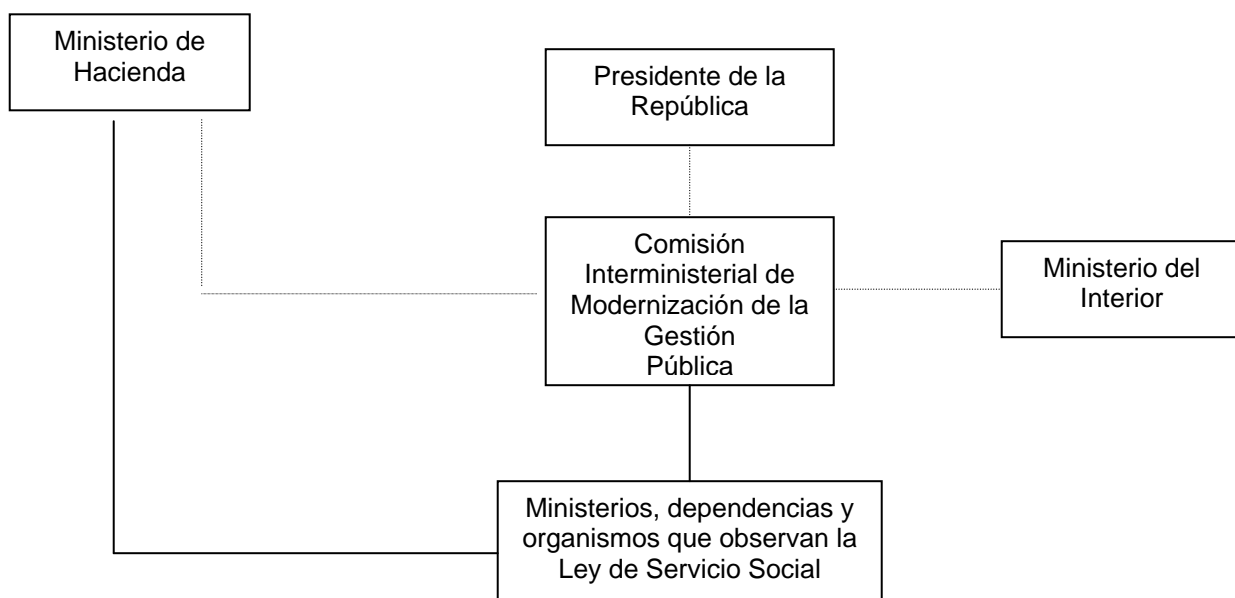 Ministerio de
Hacienda
Presidente de la
República
Comisión
Interministerial de
Modernización de la
Gestión
Pública
Ministerio del
Interior
Ministerios, dependencias y
organismos que observan la
Ley de Servicio Social